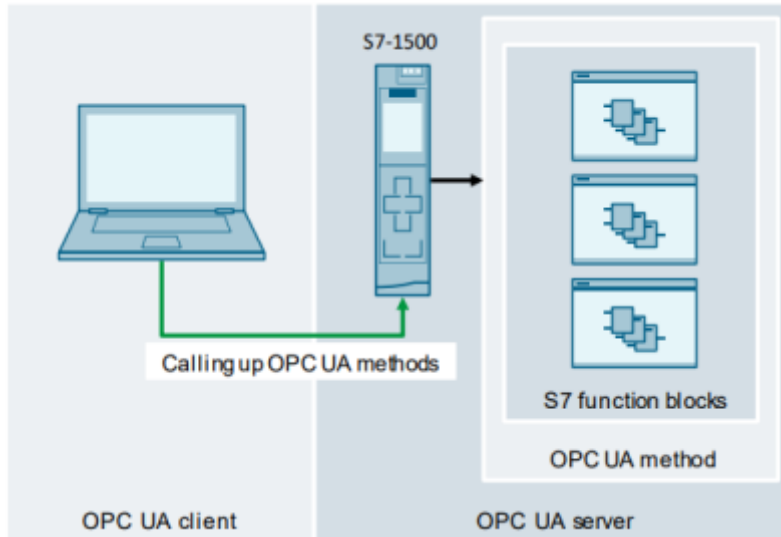 S7-1500
Calling up OPC UA methods
S7 function blocks
OPC UA method
OPC UA client
OPC UA server